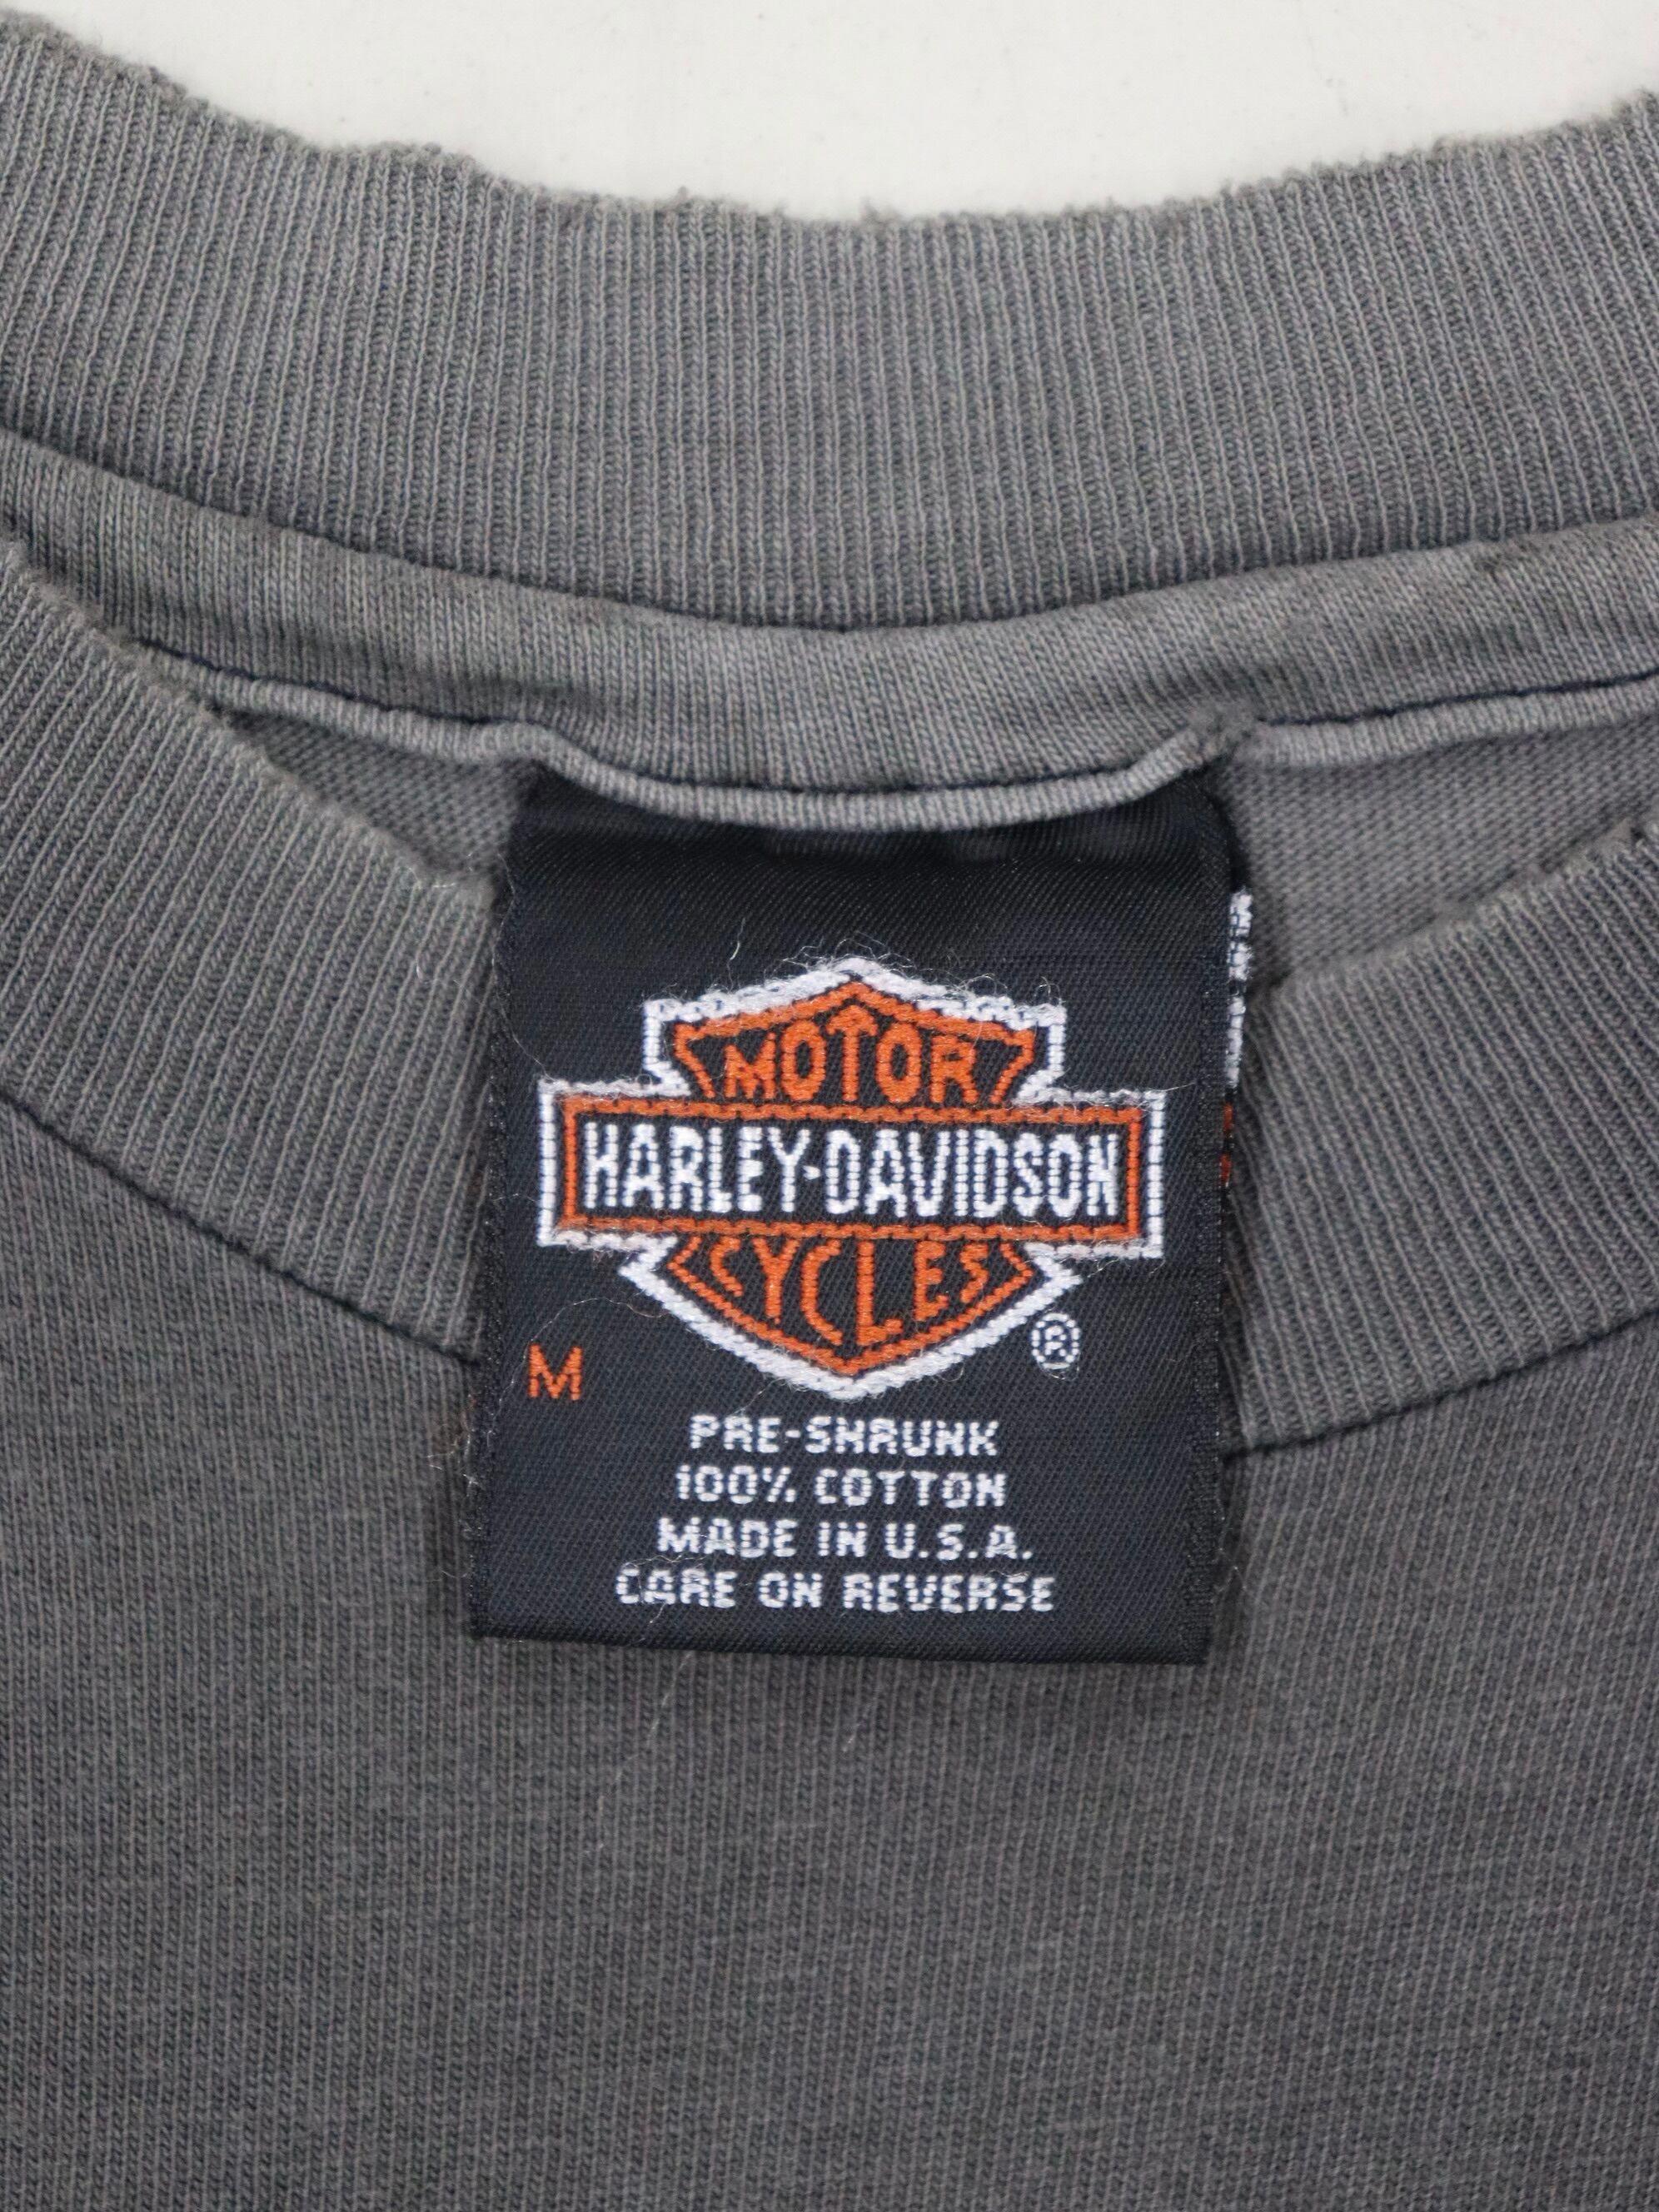 MOTOR
HARLEY-DAVIDSON
CYCLES
®
M
PRE-SHRUNK
100% COTTON
MADE IN U.S.A.
CARE ON REVERSE